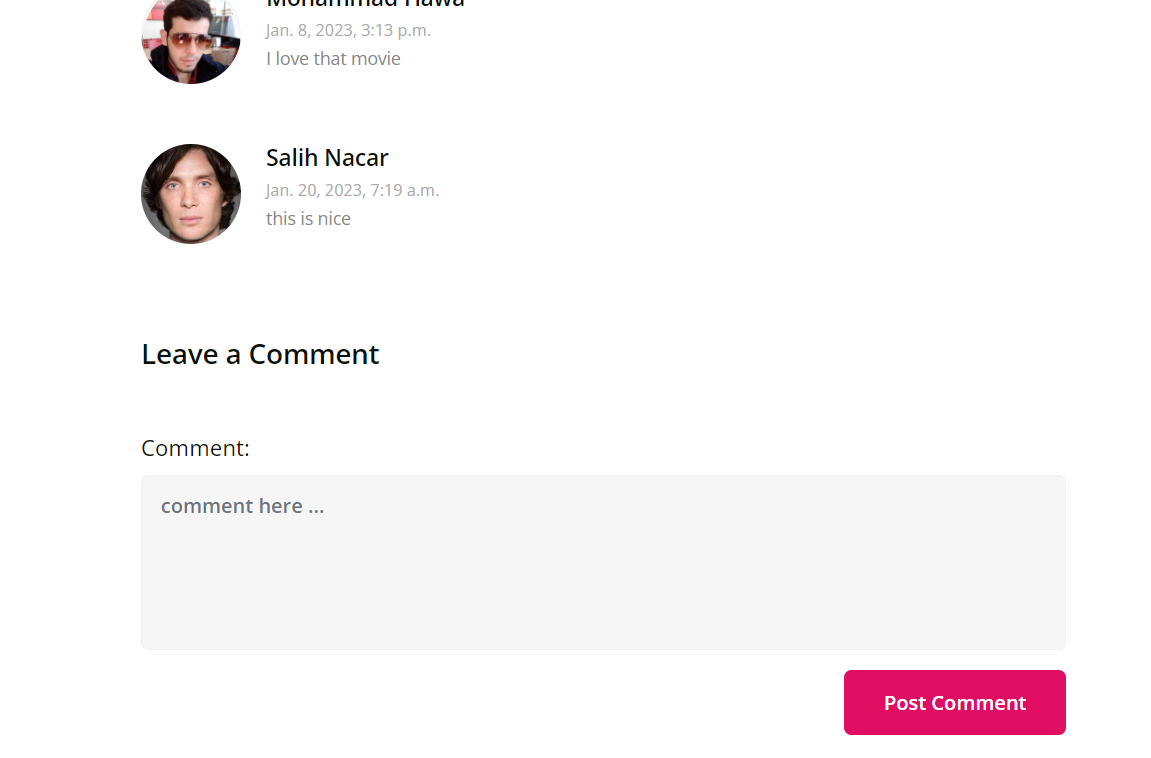 Mohammad Hawa
Jan. 8, 2023, 3:13 p.m.
I love that movie
Salih Nacar
Jan. 20, 2023, 7:19 a.m.
this is nice
Leave a Comment
Comment:
comment here ...
Post Comment